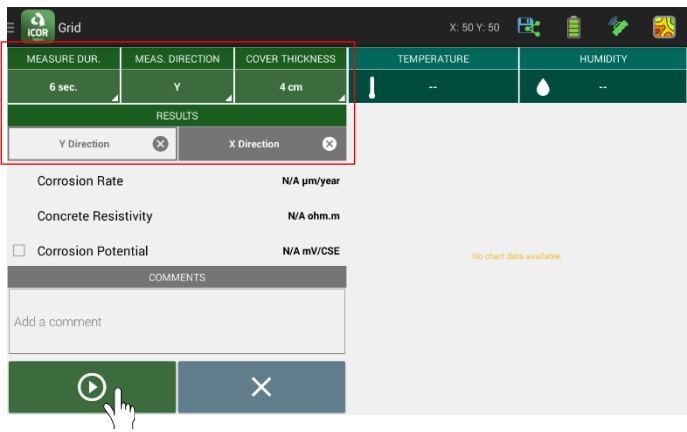 iCOR
Grid
X: 50 Y: 50
MEASURE DUR. MEAS. DIRECTION COVER THICKNESS TEMPERATURE HUMIDITY
6 sec. Y 4 cm -- --
RESULTS
Y Direction X Direction
Corrosion Rate N/A μm/year
Concrete Resistivity N/A ohm.m
Corrosion Potential N/A mV/CSE
No chart data available.
COMMENTS
Add a comment